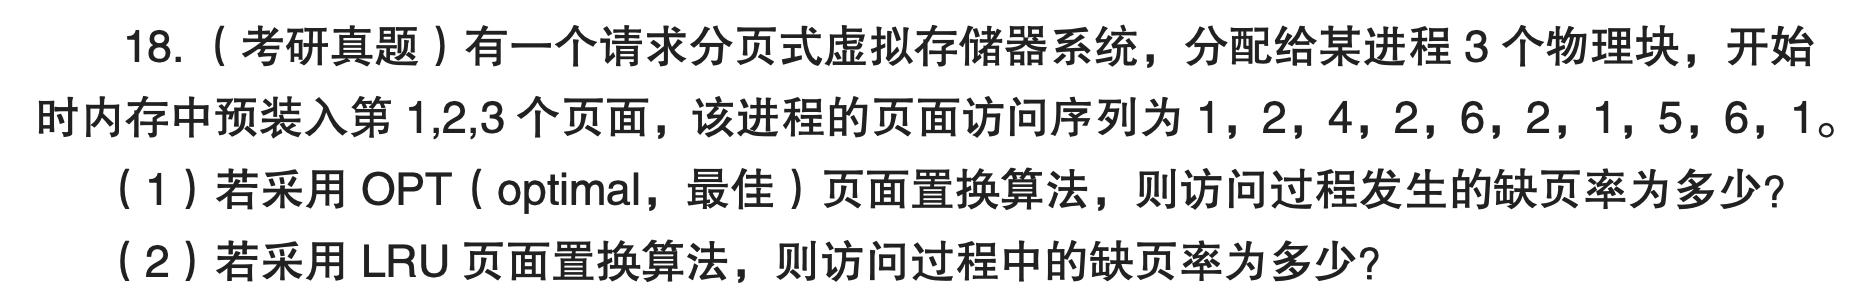 18.（考研真题）有一个请求分页式虚拟存储器系统，分配给某进程 3 个物理块，开始
时内存中预装入第 1,2,3 个页面，该进程的页面访问序列为 1，2，4，2，6，2，1，5，6，1。
（1）若采用 OPT（optimal，最佳）页面置换算法，则访问过程发生的缺页率为多少？
（2）若采用 LRU 页面置换算法，则访问过程中的缺页率为多少？